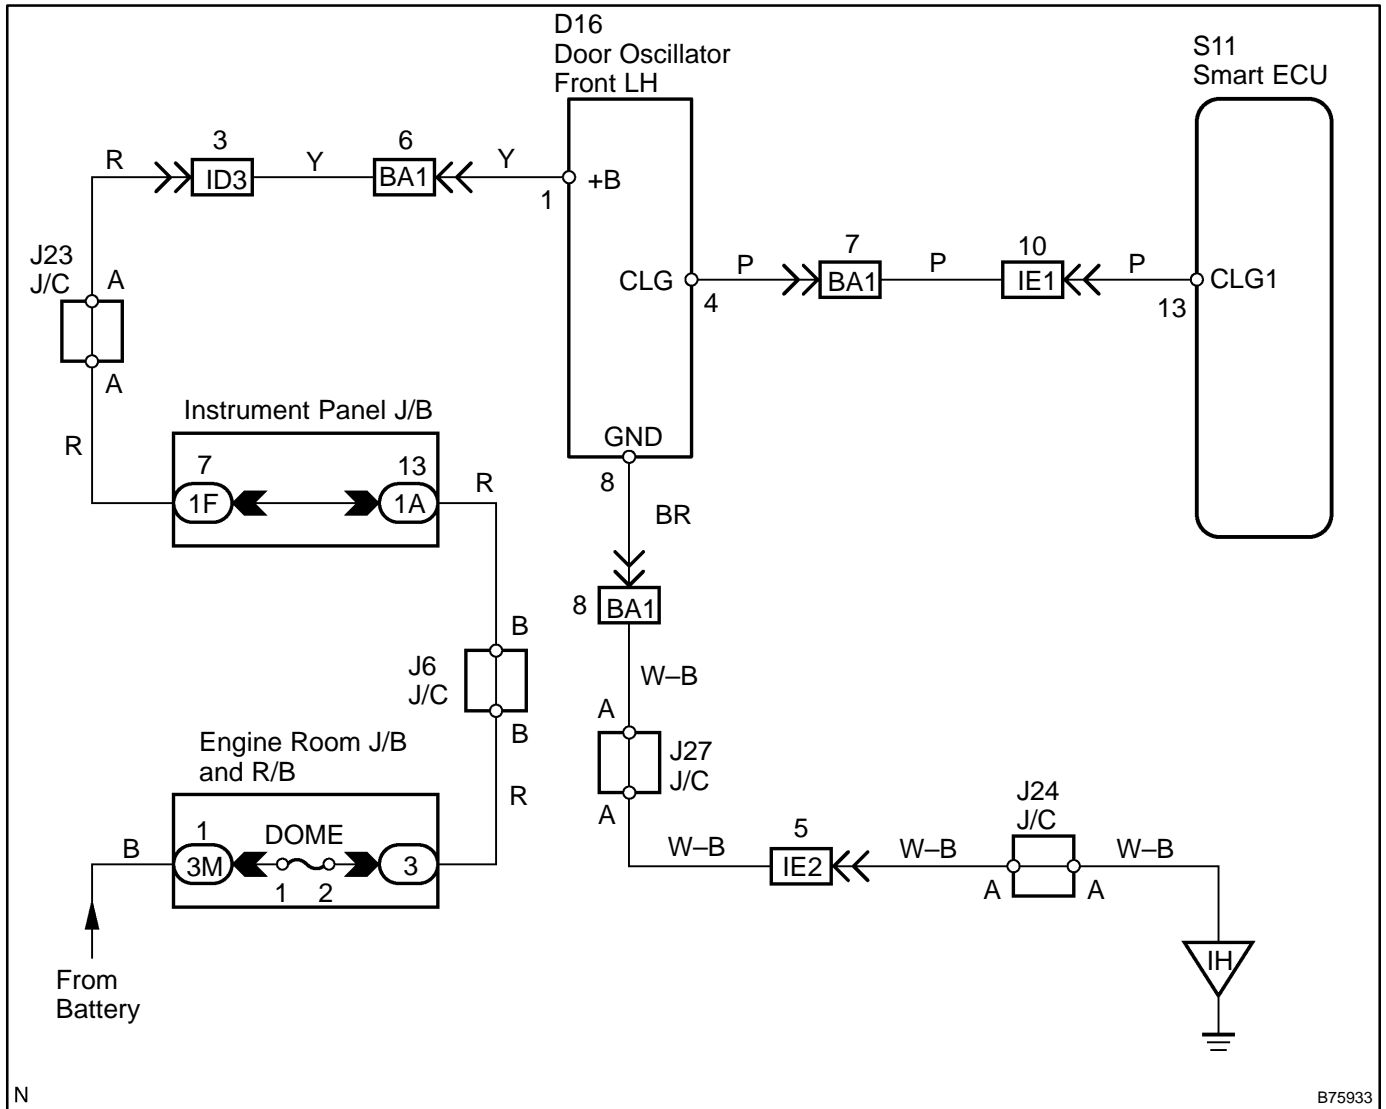 D16
Door Oscillator
Front LH
S11
Smart ECU
3
6
R
ID3
Y
BA1
Y
1
+B
J23
J/C
A
A
CLG
4
P
7
BA1
P
10
IE1
P
13
CLG1
Instrument Panel J/B
R
7
1F
13
1A
R
GND
8
BR
8
BA1
B
J6
J/C
B
W–B
A
J27
J/C
A
Engine Room J/B
and R/B
R
B
1
3M
DOME
1
2
3
W–B
5
IE2
W–B
J24
J/C
A
A
W–B
IH
From
Battery
N
B75933